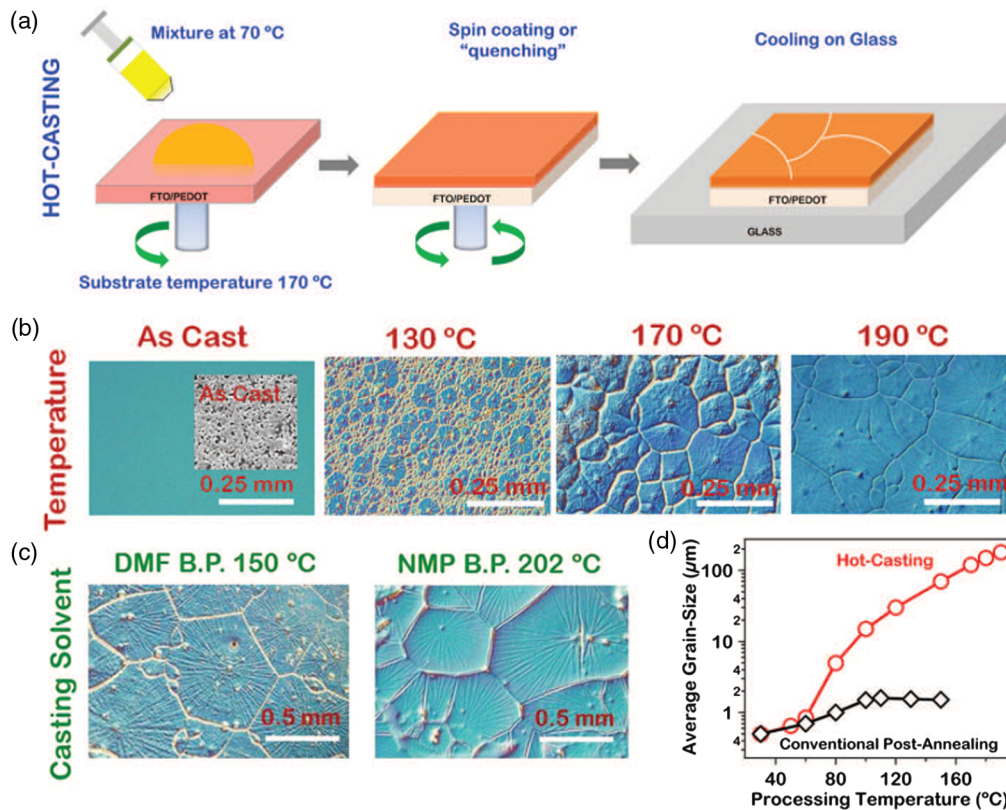 (a)
HOT-CASTING
Mixture at 70 ºC
FTO/PEDOT
Substrate temperature 170 ºC
Spin coating or
“quenching”
FTO/PEDOT
Cooling on Glass
FTO/PEDOT
GLASS
(b)
Temperature
As Cast
As Cast
0.25 mm
130 ºC
0.25 mm
170 ºC
0.25 mm
190 ºC
0.25 mm
(c)
Casting Solvent
DMF B.P. 150 ºC
0.5 mm
NMP B.P. 202 ºC
0.5 mm
(d)
Average Grain-Size (µm)
2
100
2
10
2
1
4
Hot-Casting
Conventional Post-Annealing
40 80 120 160
Processing Temperature (ºC)